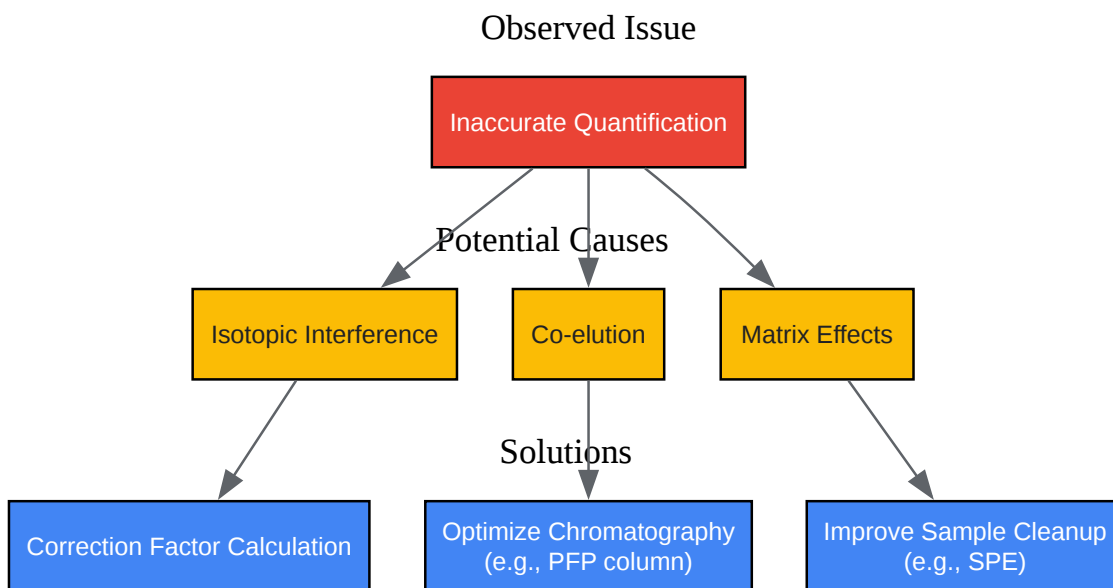 Observed Issue
Inaccurate Quantification
Potential Causes
Isotopic Interference
Co-elution
Matrix Effects
Solutions
Correction Factor Calculation
Optimize Chromatography
(e.g., PFP column)
Improve Sample Cleanup
(e.g., SPE)